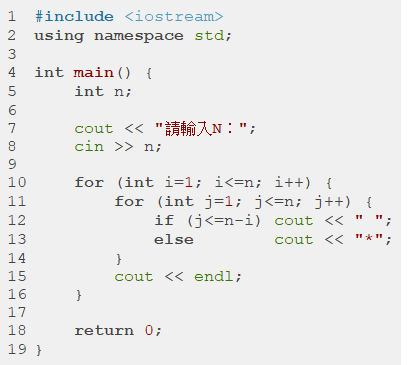 1 #include <iostream>
2 using namespace std;
3
4 int main() {
5     int n;
6
7     cout << "請輸入N：";
8     cin >> n;
9
10     for (int i=1; i<=n; i++) {
11         for (int j=1; j<=n; j++) {
12             if (j<=n-i) cout << " ";
13             else        cout << "*";
14         }
15         cout << endl;
16     }
17
18     return 0;
19 }